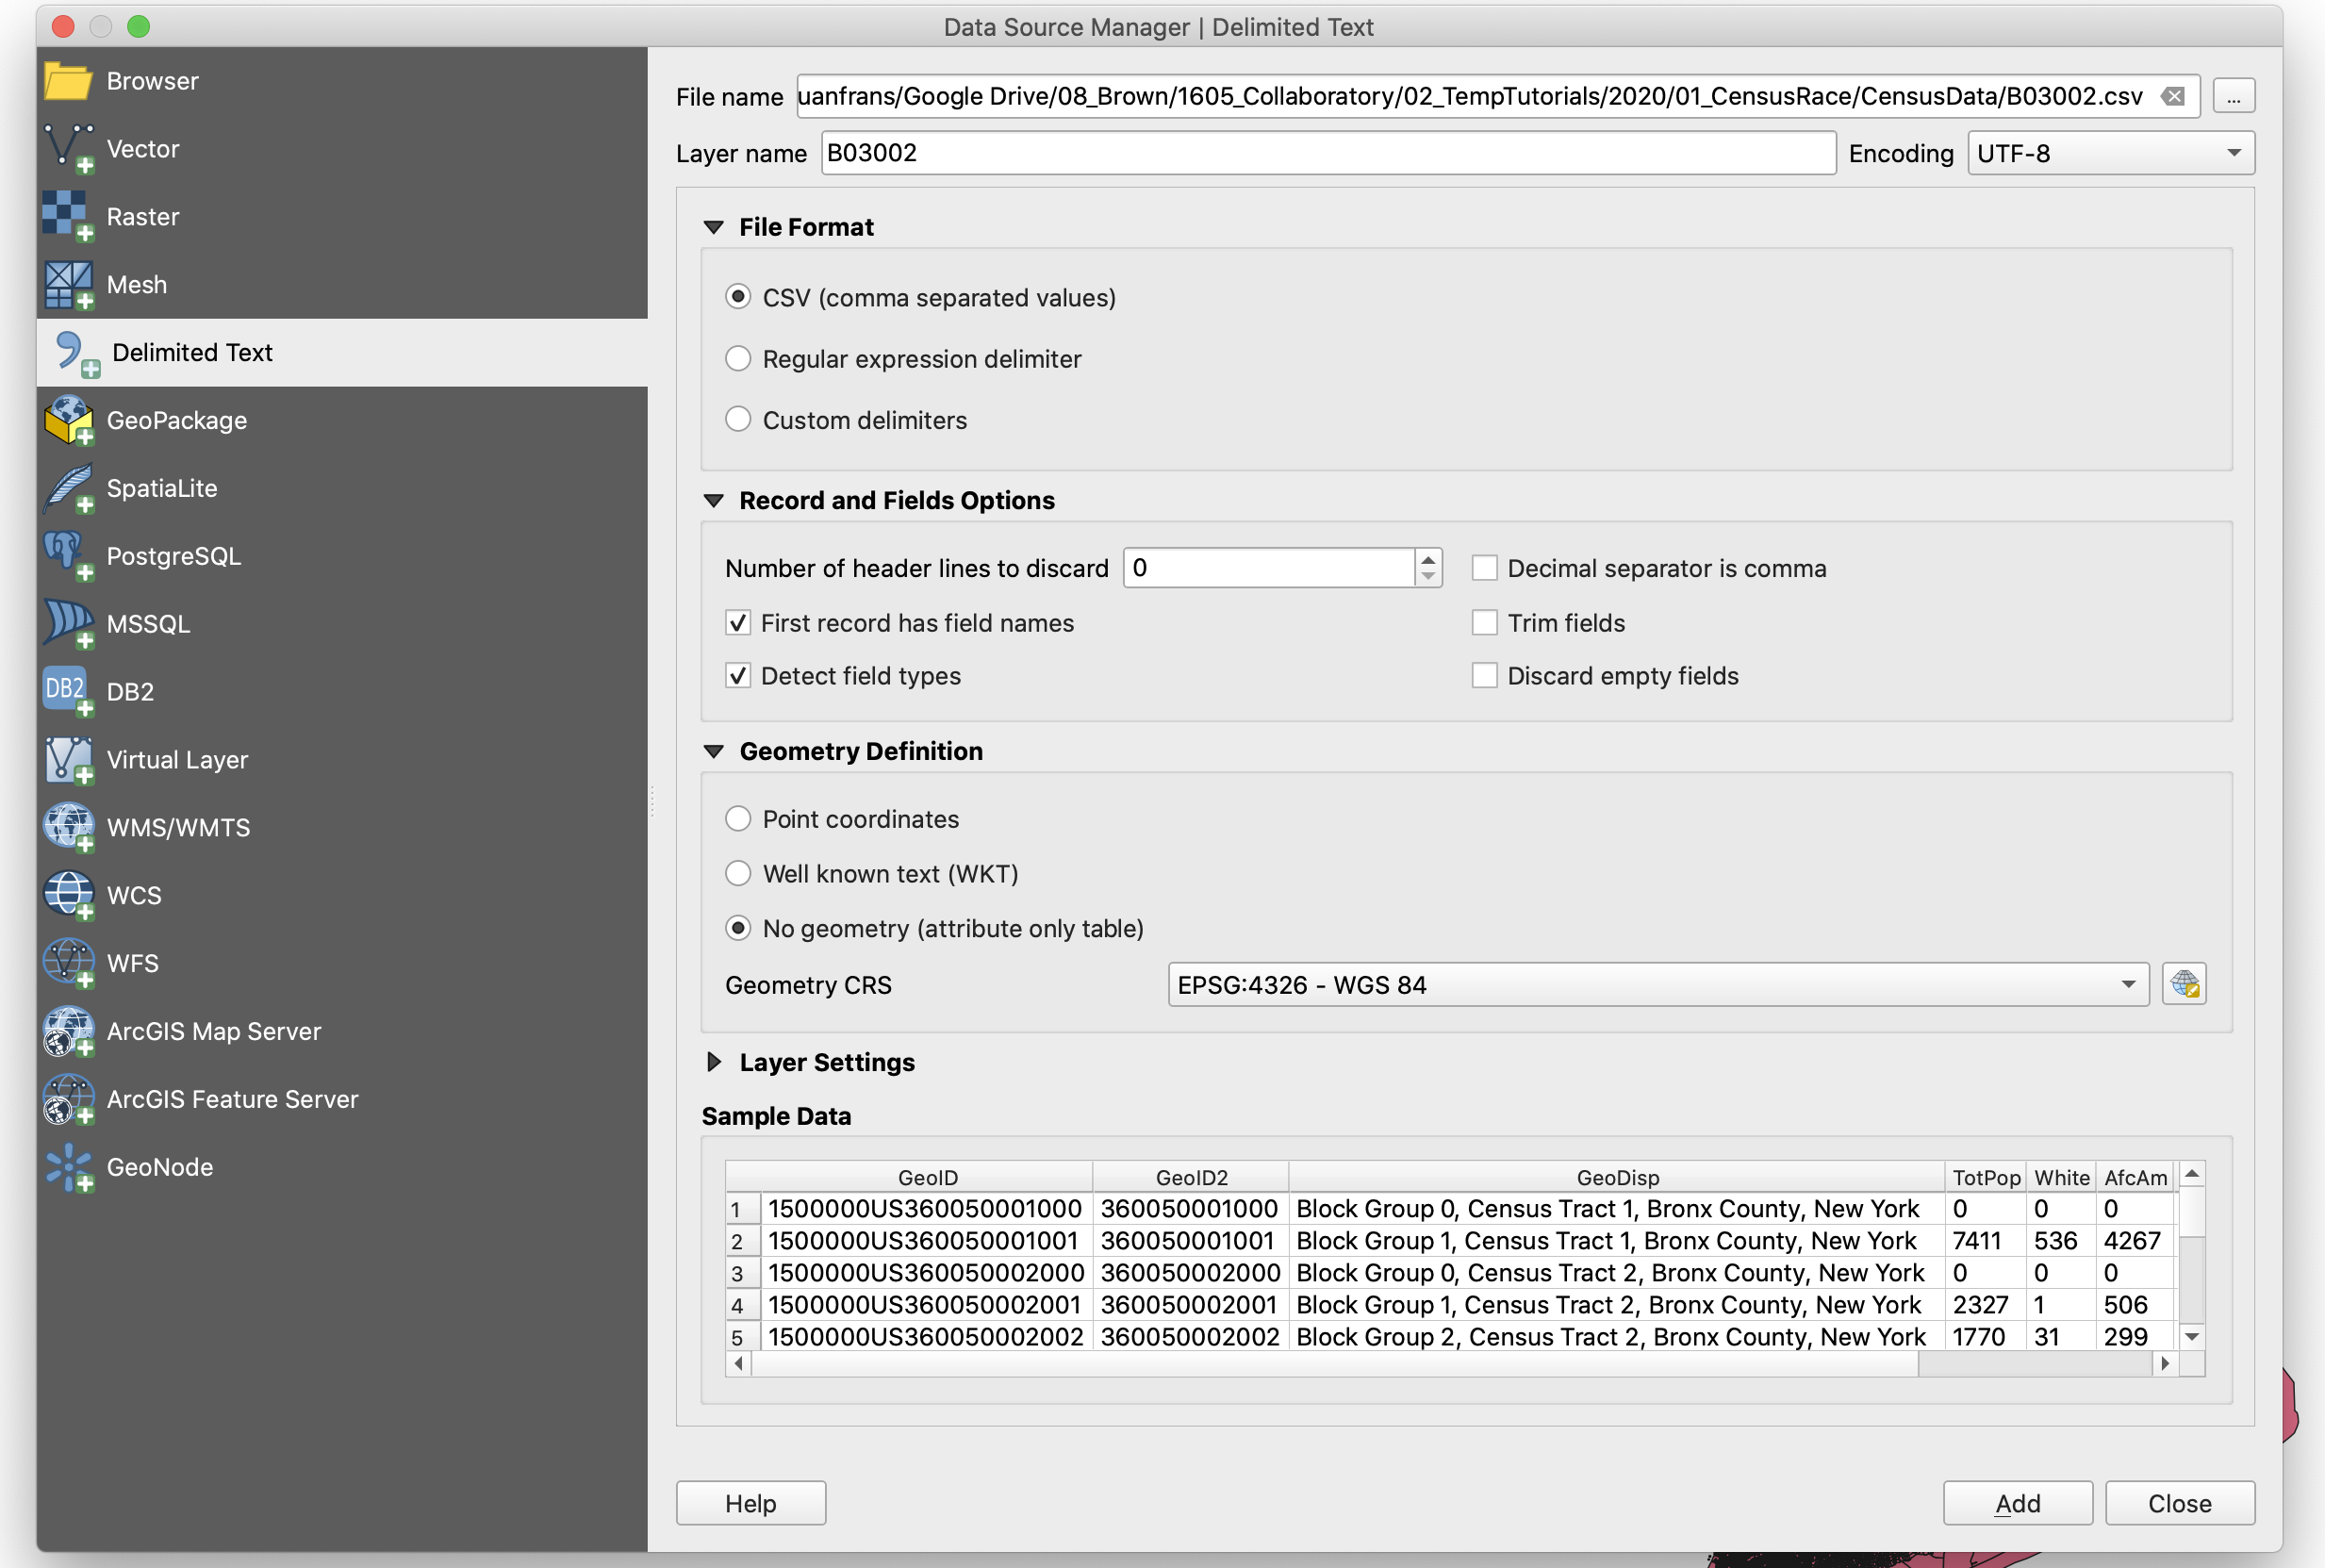 Data Source Manager | Delimited Text
Browser
Vector
Raster
Mesh
Delimited Text
GeoPackage
SpatiaLite
PostgreSQL
MSSQL
DB2 DB2
Virtual Layer
WMS/WMTS
WCS
WFS
ArcGIS Map Server
ArcGIS Feature Server
GeoNode
File name uanfrans/Google Drive/08_Brown/1605_Collaboratory/02_TempTutorials/2020/01_CensusRace/CensusData/B03002.csv ...
Layer name B03002 Encoding UTF-8
File Format
CSV (comma separated values)
Regular expression delimiter
Custom delimiters
Record and Fields Options
Number of header lines to discard 0 Decimal separator is comma
First record has field names Trim fields
Detect field types Discard empty fields
Geometry Definition
Point coordinates
Well known text (WKT)
No geometry (attribute only table)
Geometry CRS EPSG:4326 - WGS 84
Layer Settings
Sample Data
GeoID GeoID2 GeoDisp TotPop White AfcAm
1 1500000US360050001000 360050001000 Block Group 0, Census Tract 1, Bronx County, New York 0 0 0
2 1500000US360050001001 360050001001 Block Group 1, Census Tract 1, Bronx County, New York 7411 536 4267
3 1500000US360050002000 360050002000 Block Group 0, Census Tract 2, Bronx County, New York 0 0 0
4 1500000US360050002001 360050002001 Block Group 1, Census Tract 2, Bronx County, New York 2327 1 506
5 1500000US360050002002 360050002002 Block Group 2, Census Tract 2, Bronx County, New York 1770 31 299
Help Add Close